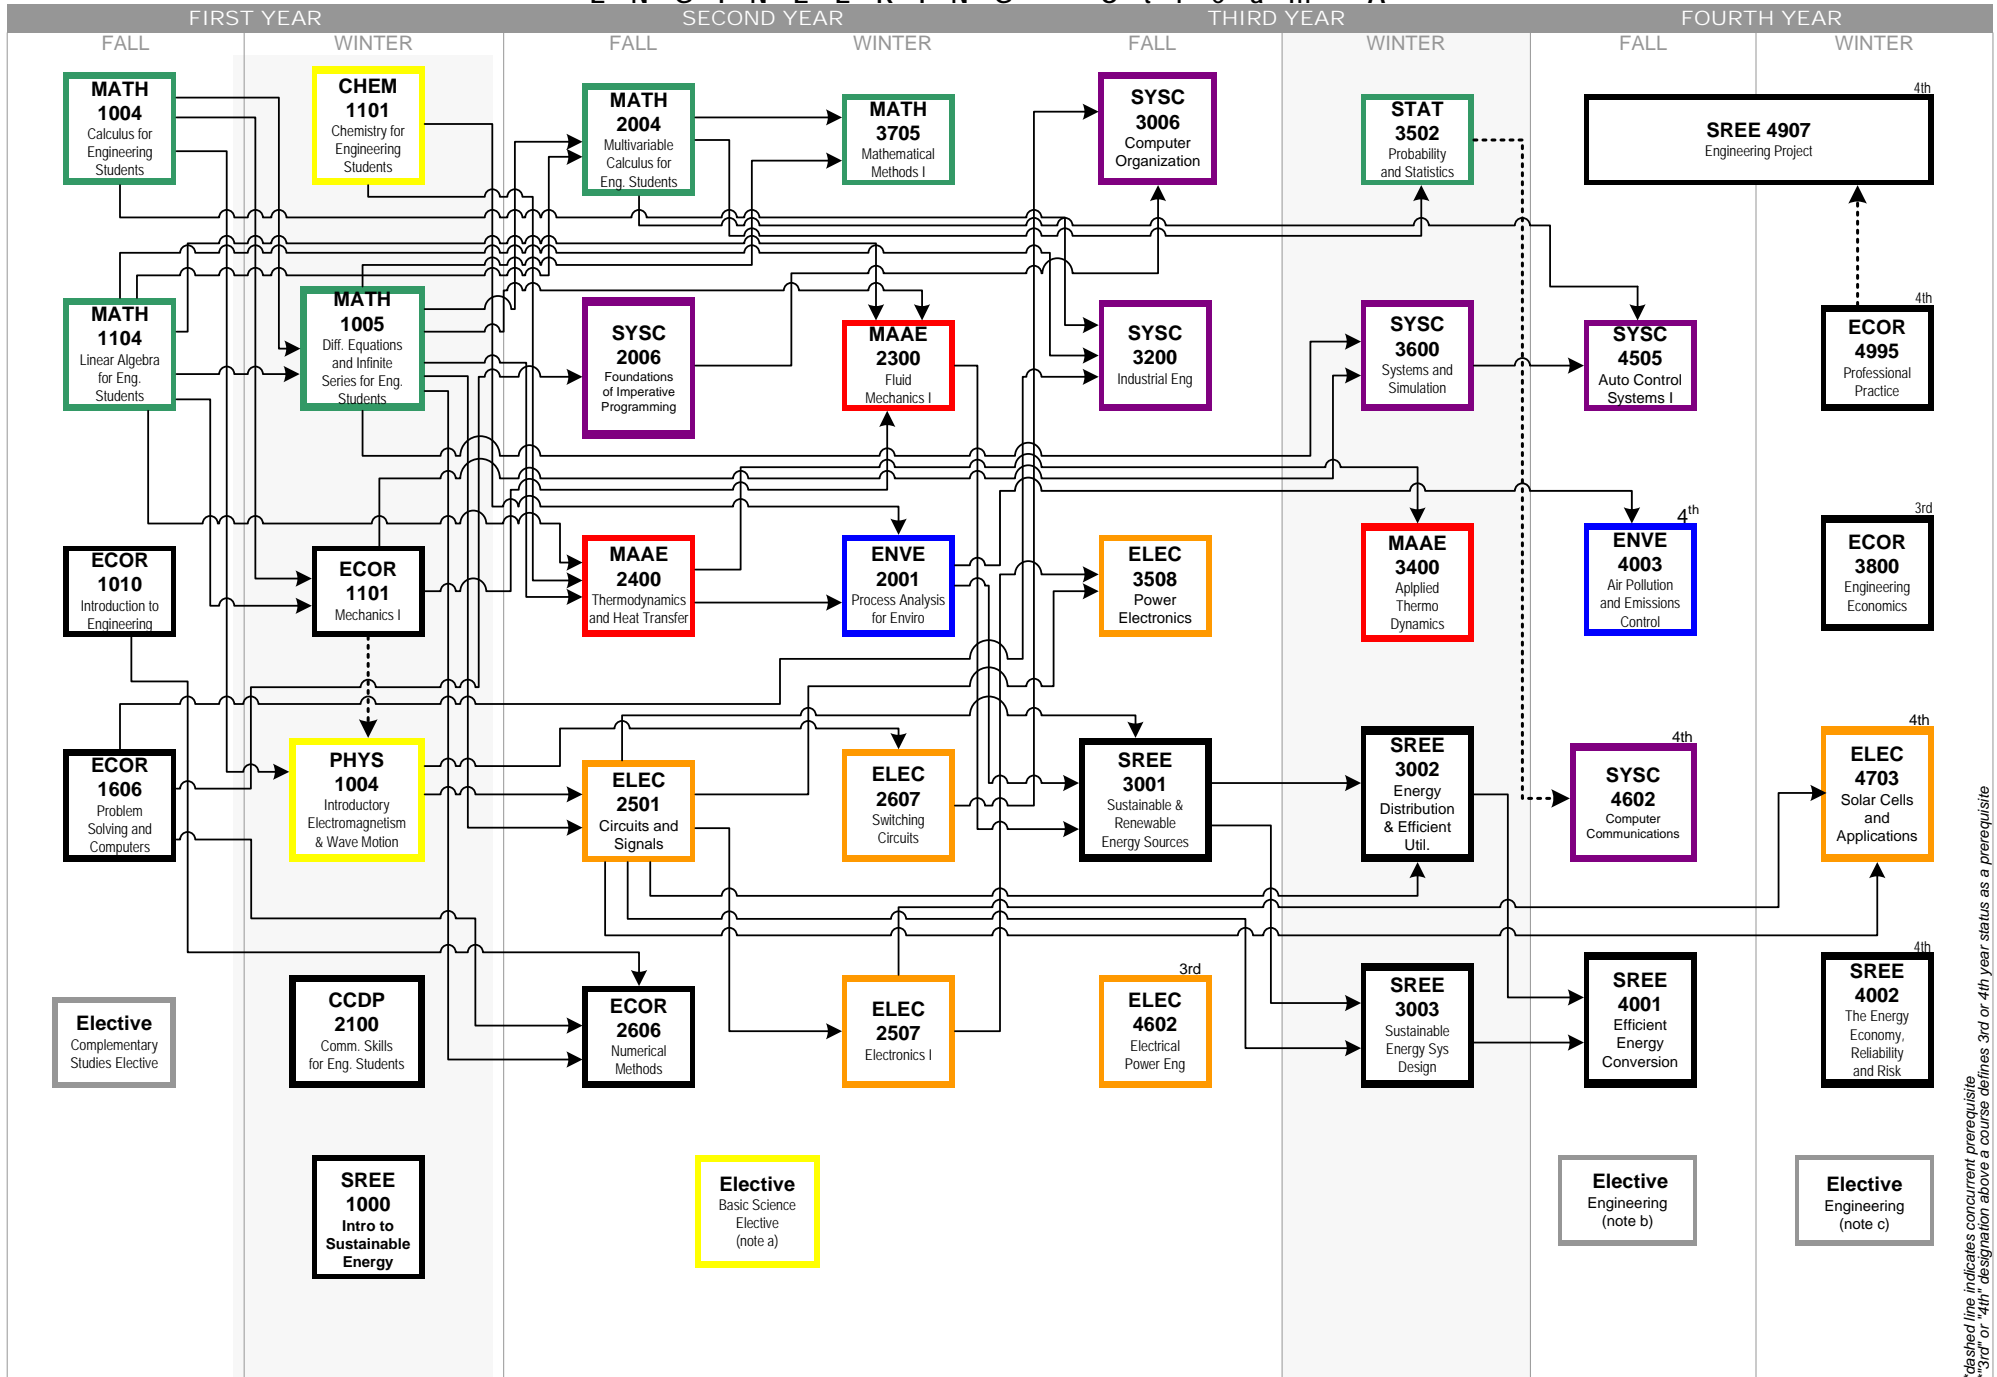 FIRST YEAR
SECOND YEAR
THIRD YEAR
FOURTH YEAR
FALL
WINTER
FALL
WINTER
FALL
WINTER
FALL
WINTER
MATH
1004
Calculus for
Engineering
Students
CHEM
1101
Chemistry for
Engineering
Students
MATH
2004
Multivariable
Calculus for
Eng. Students
MATH
3705
Mathematical
Methods I
SYSC
3006
Computer
Organization
STAT
3502
Probability
and Statistics
4th
SREE 4907
Engineering Project
MATH
1104
Linear Algebra
for Eng.
Students
MATH
1005
Diff. Equations
and Infinite
Series for Eng.
Students
SYSC
2006
Foundations
of Imperative
Programming
MAAE
2300
Fluid
Mechanics I
SYSC
3200
Industrial Eng
SYSC
3600
Systems and
Simulation
SYSC
4505
Auto Control
Systems I
4th
ECOR
4995
Professional
Practice
ECOR
1010
Introduction to
Engineering
ECOR
1101
Mechanics I
MAAE
2400
Thermodynamics
and Heat Transfer
ENVE
2001
Process Analysis
for Enviro
ELEC
3508
Power
Electronics
MAAE
3400
Aplplied
Thermo
Dynamics
4th
ENVE
4003
Air Pollution
and Emissions
Control
3rd
ECOR
3800
Engineering
Economics
ECOR
1606
Problem
Solving and
Computers
PHYS
1004
Introductory
Electromagnetism
& Wave Motion
ELEC
2501
Circuits and
Signals
ELEC
2607
Switching
Circuits
SREE
3001
Sustainable &
Renewable
Energy Sources
SREE
3002
Energy
Distribution
& Efficient
Util.
4th
SYSC
4602
Computer
Communications
4th
ELEC
4703
Solar Cells
and
Applications
Elective
Complementary
Studies Elective
CCDP
2100
Comm. Skills
for Eng. Students
ECOR
2606
Numerical
Methods
ELEC
2507
Electronics I
3rd
ELEC
4602
Electrical
Power Eng
SREE
3003
Sustainable
Energy Sys
Design
SREE
4001
Efficient
Energy
Conversion
4th
SREE
4002
The Energy
Economy,
Reliability
and Risk
SREE
1000
Intro to
Sustainable
Energy
Elective
Basic Science
Elective
(note a)
Elective
Engineering
(note b)
Elective
Engineering
(note c)
*dashed line indicates concurrent prerequisite
*"3rd" or "4th" designation above a course defines 3rd or 4th year status as a prerequisite